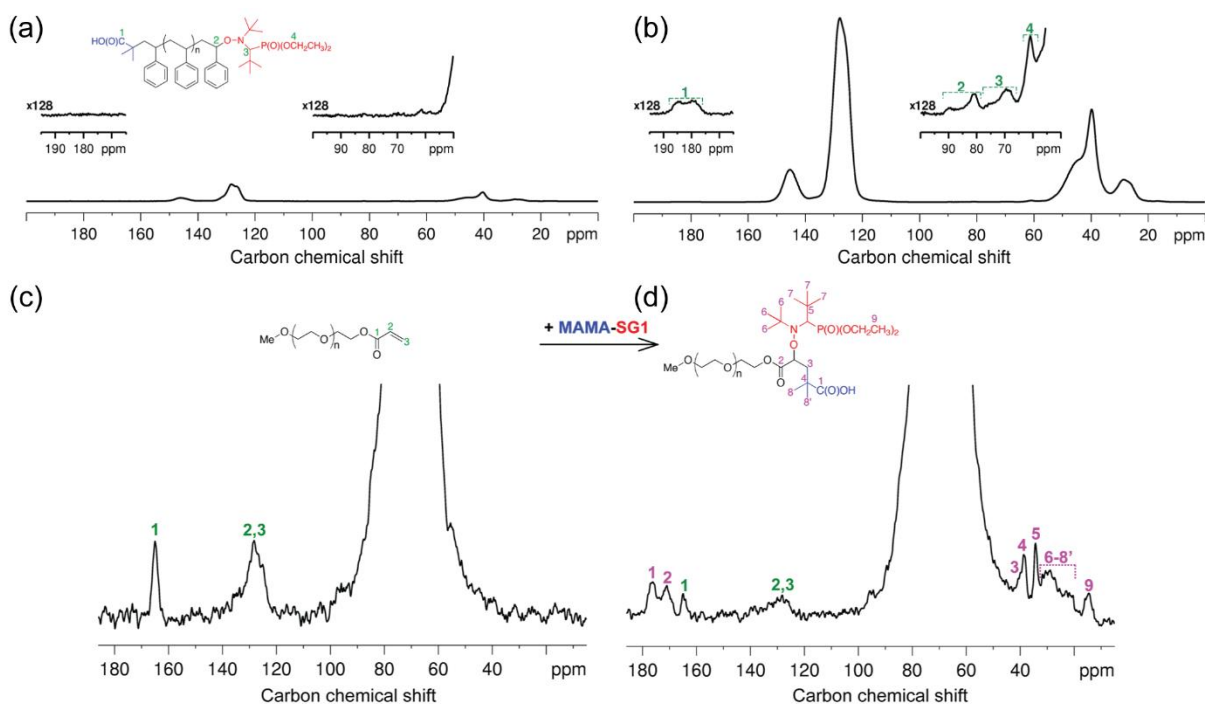 (a)
1
HO(O)C
n
2
O
N
3
P(O)(OCH₂CH₃)₂
4
x128
190 180 ppm
x128
90 80 70 ppm
180 160 140 120 100 80 60 40 20 ppm
Carbon chemical shift
(b)
x128
1
190 180 ppm
x128
2
3
4
90 80 70 ppm
180 160 140 120 100 80 60 40 20 ppm
Carbon chemical shift
(c)
MeO
O
n
O
1
2
3
O
+ MAMA-SG1
1
2,3
180 160 140 120 100 80 60 40 ppm
Carbon chemical shift
(d)
7
7
7
6
6
6
5
9
N
P(O)(OCH₂CH₃)₂
O
MeO
O
n
O
2
3
O
4
1
C(O)OH
8
8'
1
2
1
2,3
3
4
5
6-8’
9
180 160 140 120 100 80 60 40 ppm
Carbon chemical shift